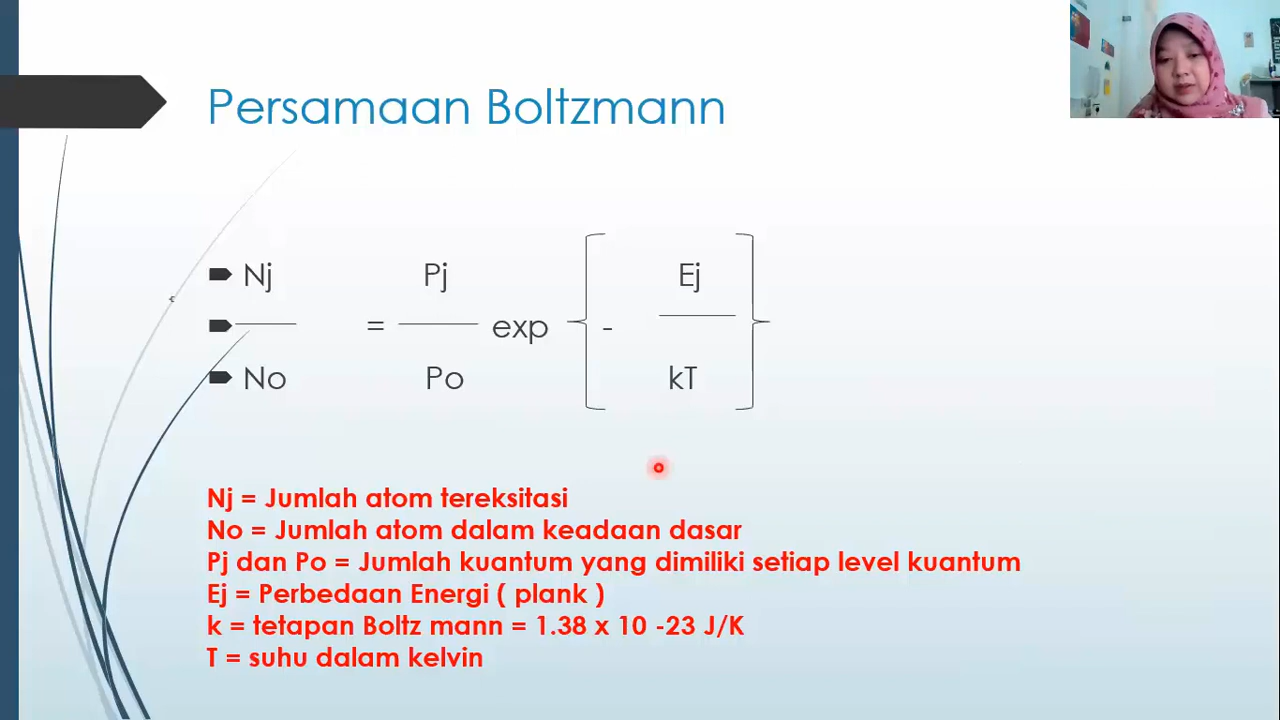 Persamaan Boltzmann
Nj Pj Ej
= exp -
No Po kT
Nj = Jumlah atom tereksitasi
No = Jumlah atom dalam keadaan dasar
Pj dan Po = Jumlah kuantum yang dimiliki setiap level kuantum
Ej = Perbedaan Energi ( plank )
k = tetapan Boltz mann = 1.38 x 10 -23 J/K
T = suhu dalam kelvin